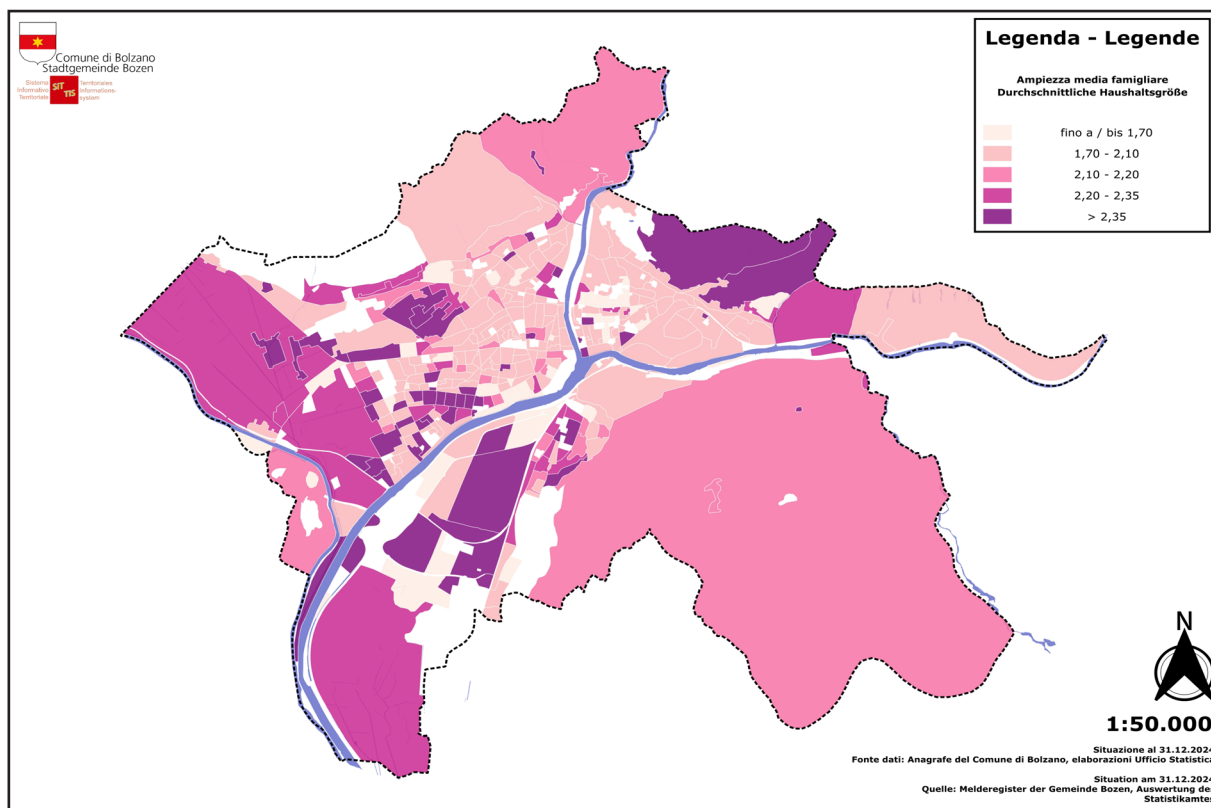 Comune di Bolzano
Stadtgemeinde Bozen
Sistema
Informativo
Territoriale
SIT
TIS
Territoriales
Informations-
system
Legenda - Legende
Ampiezza media famigliare
Durchschnittliche Haushaltsgröße
fino a / bis 1,70
1,70 - 2,10
2,10 - 2,20
2,20 - 2,35
> 2,35
N
1:50.000
Situazione al 31.12.2024
Fonte dati: Anagrafe del Comune di Bolzano, elaborazioni Ufficio Statistica
Situation am 31.12.2024
Quelle: Melderegister der Gemeinde Bozen, Auswertung de
Statistikamte